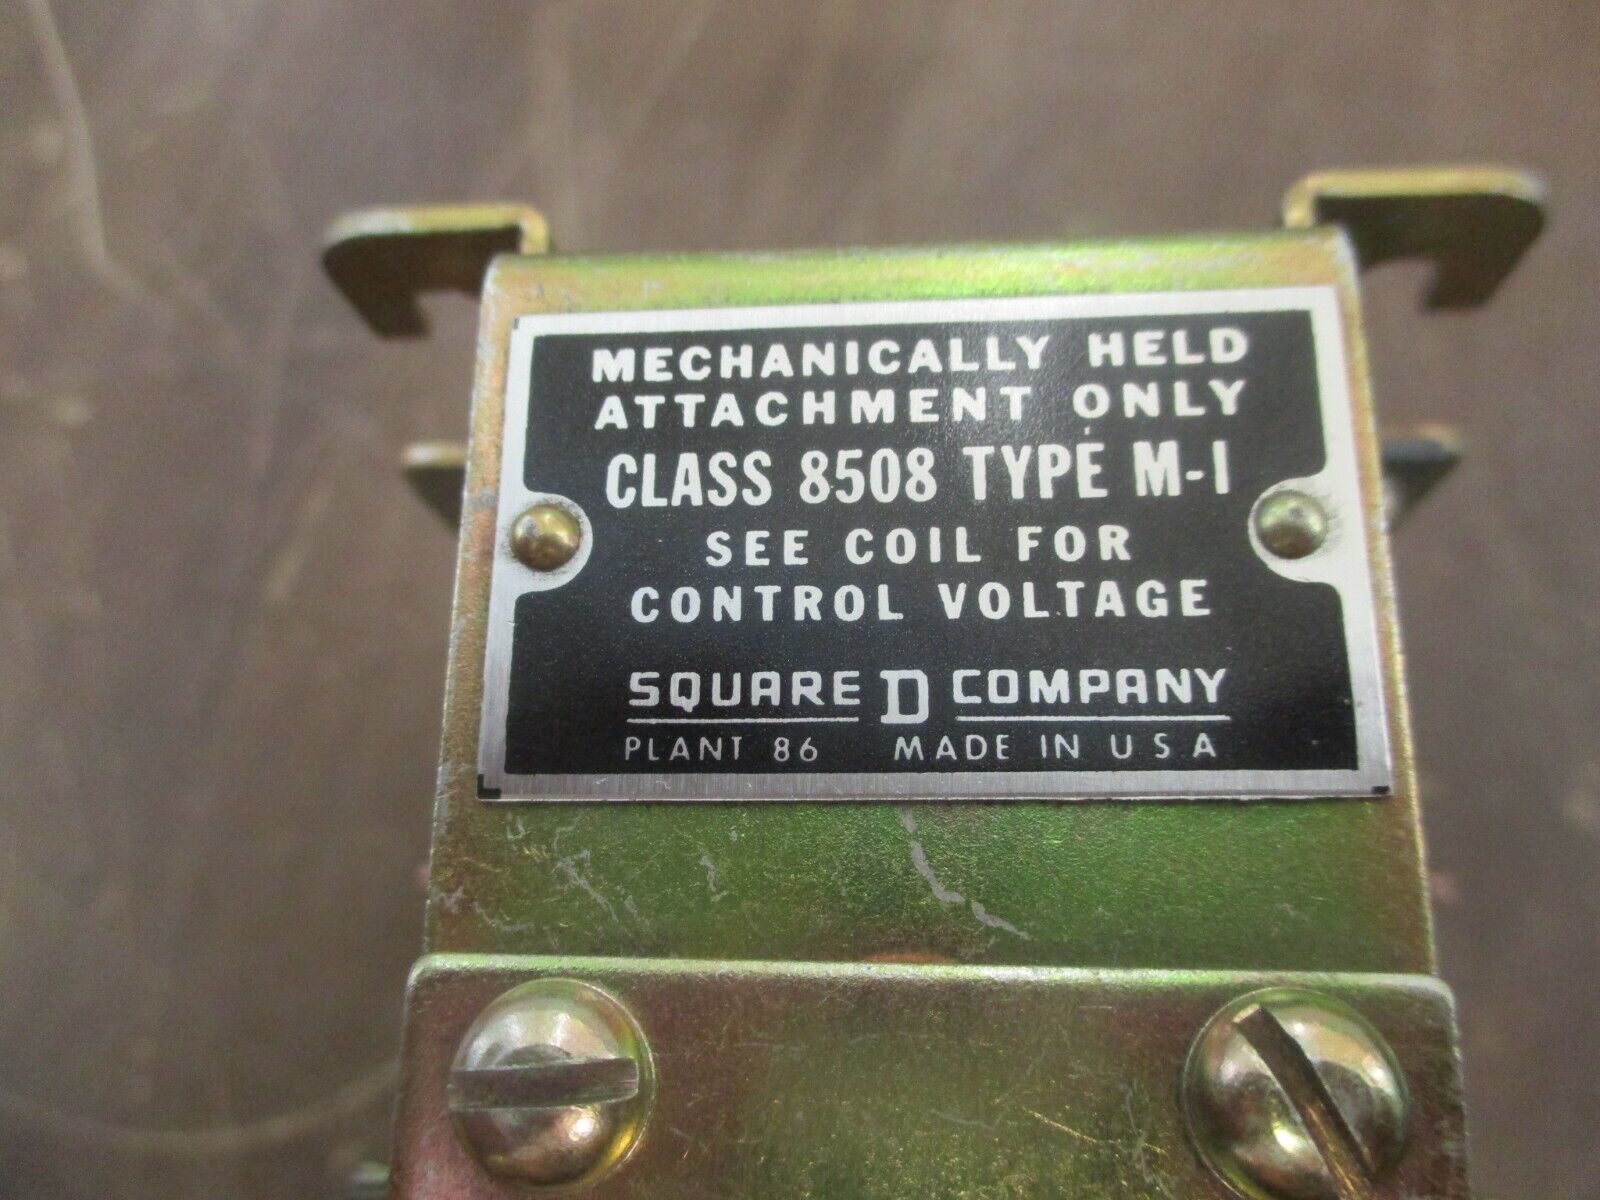 MECHANICALLY HELD
ATTACHMENT ONLY
CLASS 8508 TYPE M-1
SEE COIL FOR
CONTROL VOLTAGE
SQUARE D COMPANY
PLANT 86 MADE IN U S A